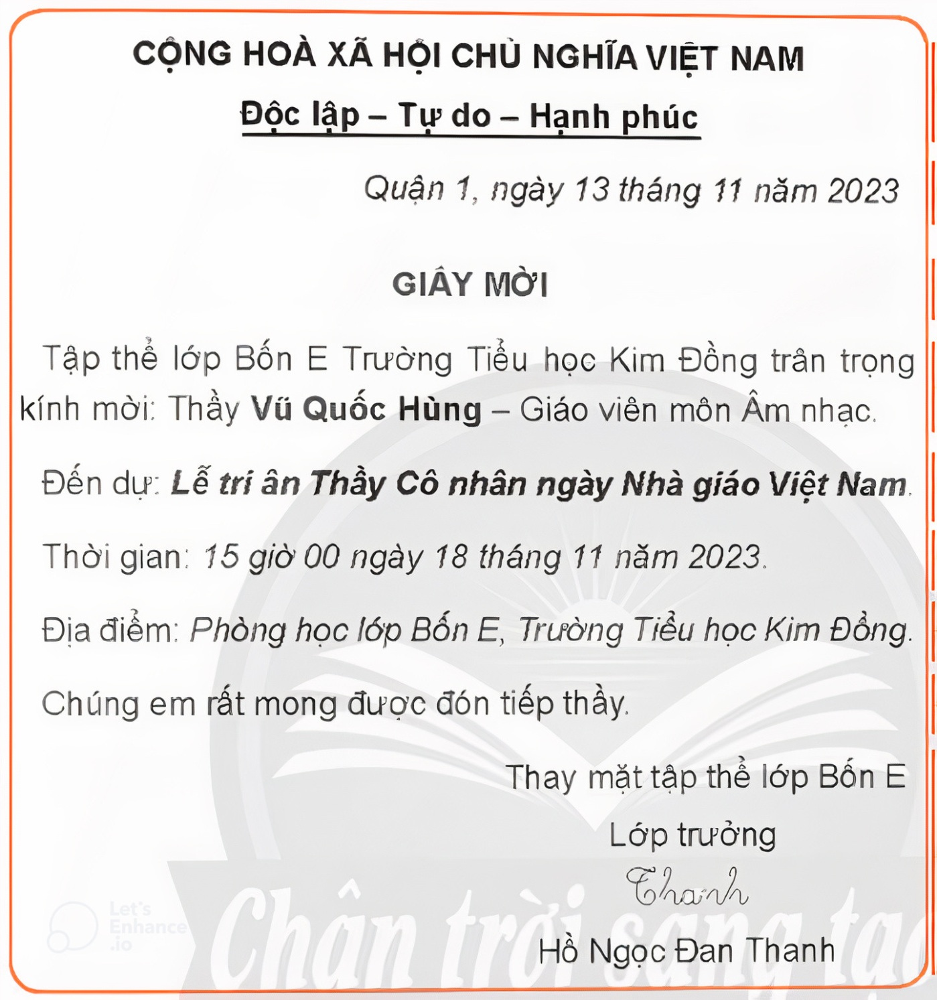 CỘNG HOÀ XÃ HỘI CHỦ NGHĨA VIỆT NAM
Độc lập – Tự do – Hạnh phúc
Quận 1, ngày 13 tháng 11 năm 2023
GIẤY MỜI
Tập thể lớp Bốn E Trường Tiểu học Kim Đồng trân trọng
kính mời: Thầy Vũ Quốc Hùng – Giáo viên môn Âm nhạc.
Đến dự: Lễ tri ân Thầy Cô nhân ngày Nhà giáo Việt Nam.
Thời gian: 15 giờ 00 ngày 18 tháng 11 năm 2023.
Địa điểm: Phòng học lớp Bốn E, Trường Tiểu học Kim Đồng.
Chúng em rất mong được đón tiếp thầy.
Thay mặt tập thể lớp Bốn E
Lớp trưởng
Thanh
Hồ Ngọc Đan Thanh
Chân trời sáng tạo
Let's
Enhance
.io